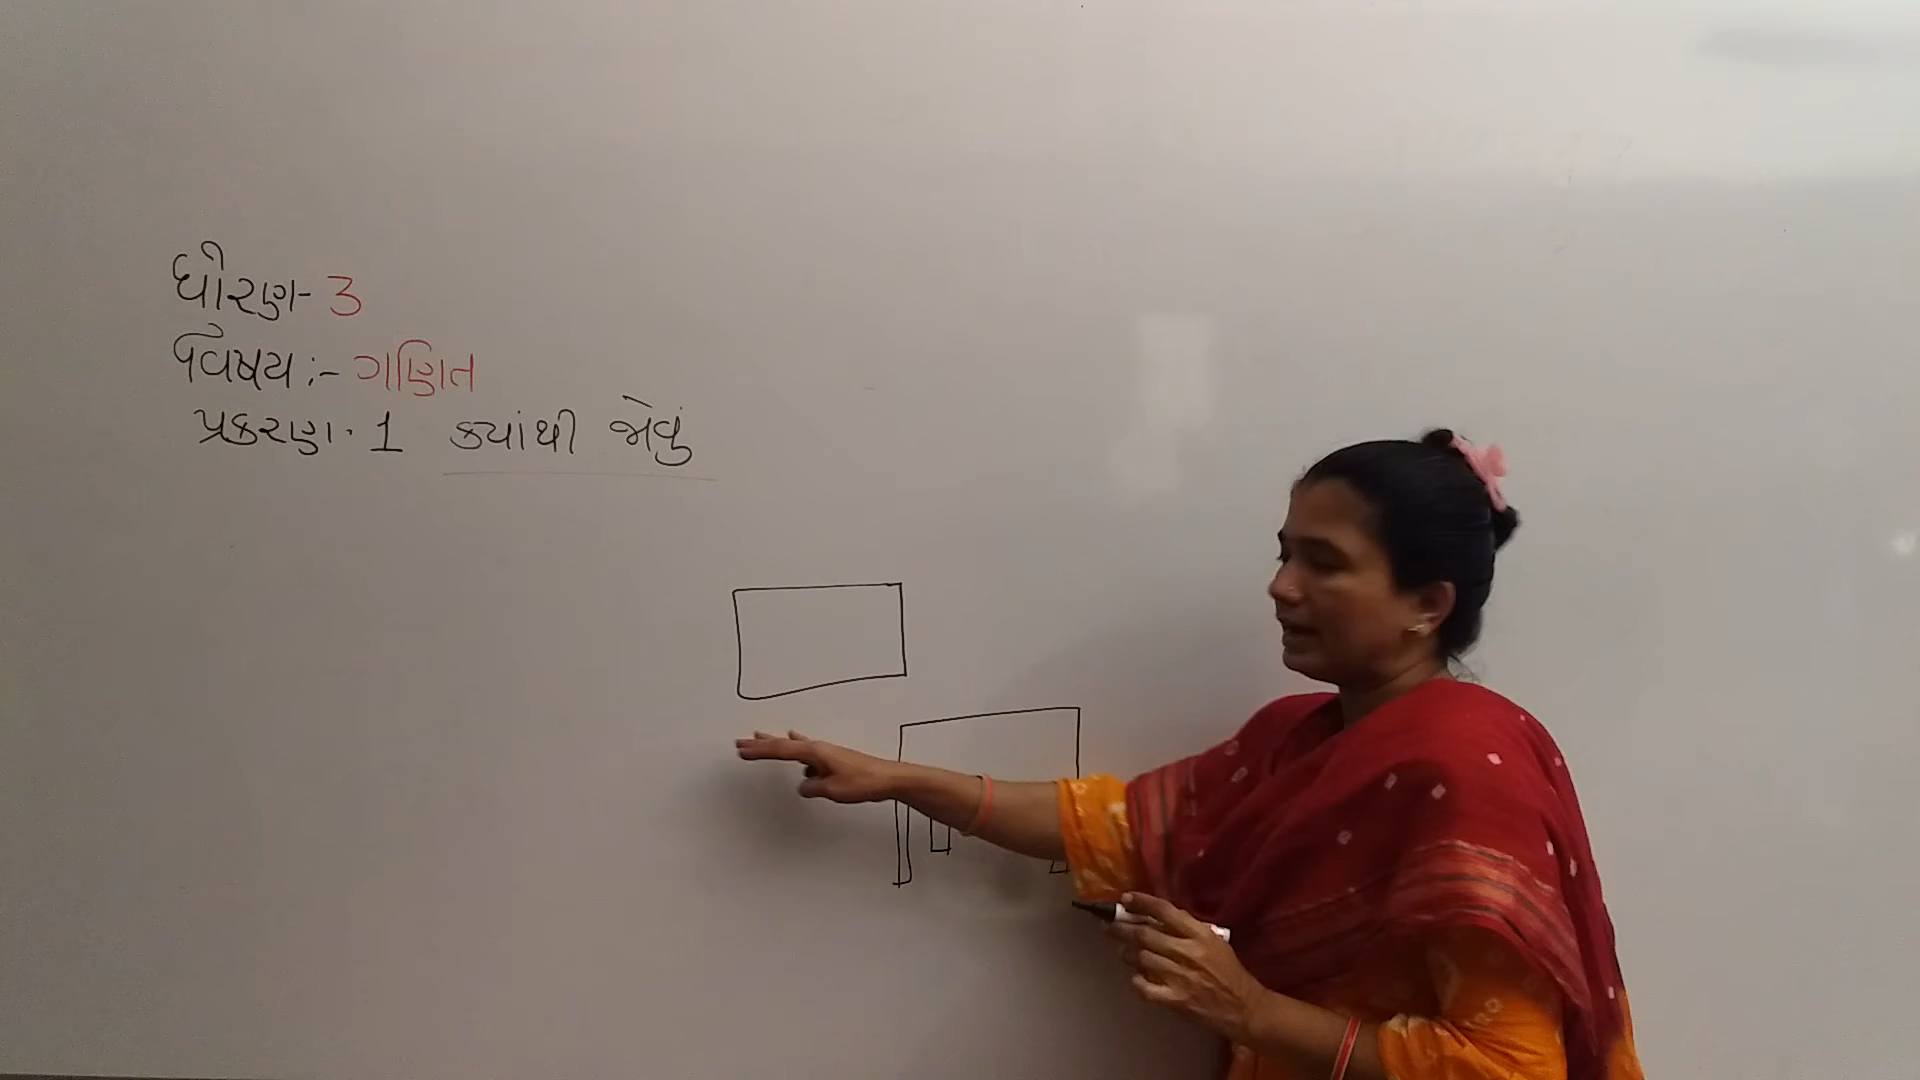 ધોરણ- 3
વિષય :- ગણિત
પ્રકરણ. 1 ક્યાંથી જોવું